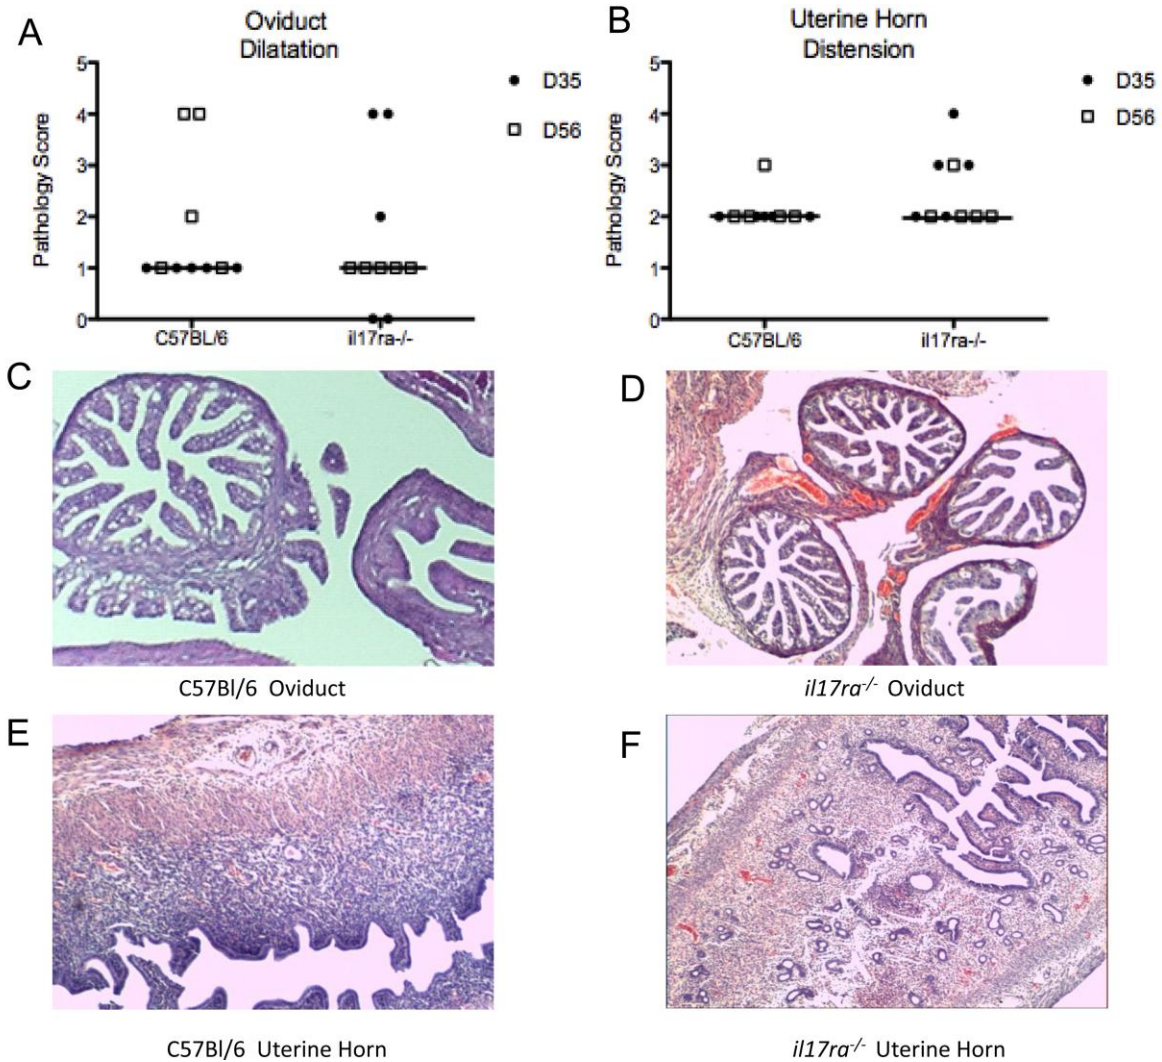 A
Oviduct
Dilatation
Pathology Score
5
4
3
2
1
0
C57BL/6
il17ra-/-
D35
D56
B
Uterine Horn
Distension
Pathology Score
5
4
3
2
1
0
C57BL/6
il17ra-/-
D35
D56
C
D
C57Bl/6 Oviduct
il17ra-/- Oviduct
E
F
C57Bl/6 Uterine Horn
il17ra-/- Uterine Horn